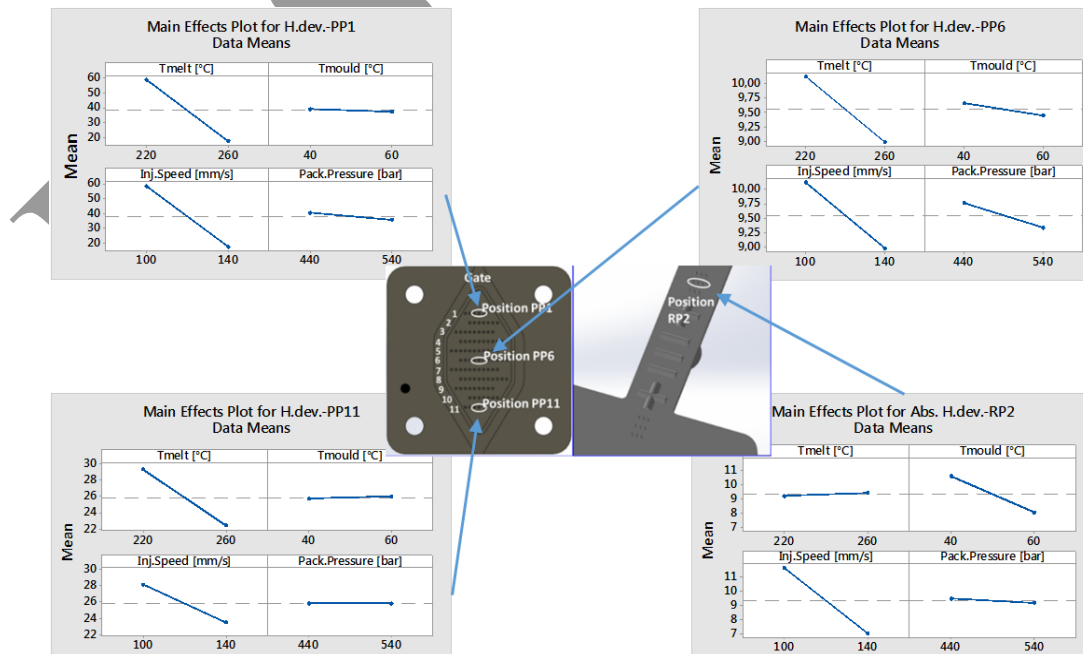 Main Effects Plot for H.dev.-PP1
Data Means
Tmelt [°C] Tmould [°C]
60
50
40
30
20
220 260 40 60
Inj.Speed [mm/s] Pack.Pressure [bar]
60
50
40
30
20
100 140 440 540
Mean
Main Effects Plot for H.dev.-PP6
Data Means
Tmelt [°C] Tmould [°C]
10,00
9,75
9,50
9,25
9,00
220 260 40 60
Inj.Speed [mm/s] Pack.Pressure [bar]
10,00
9,75
9,50
9,25
9,00
100 140 440 540
Mean
Gate
1 Position PP1
2
3
4
5
6 Position PP6
7
8
9
10
11 Position PP11
Position
RP2
Main Effects Plot for H.dev.-PP11
Data Means
Tmelt [°C] Tmould [°C]
30
28
26
24
22
220 260 40 60
Inj.Speed [mm/s] Pack.Pressure [bar]
30
28
26
24
22
100 140 440 540
Mean
Main Effects Plot for Abs. H.dev.-RP2
Data Means
Tmelt [°C] Tmould [°C]
11
10
9
8
7
220 260 40 60
Inj.Speed [mm/s] Pack.Pressure [bar]
11
10
9
8
7
100 140 440 540
Mean